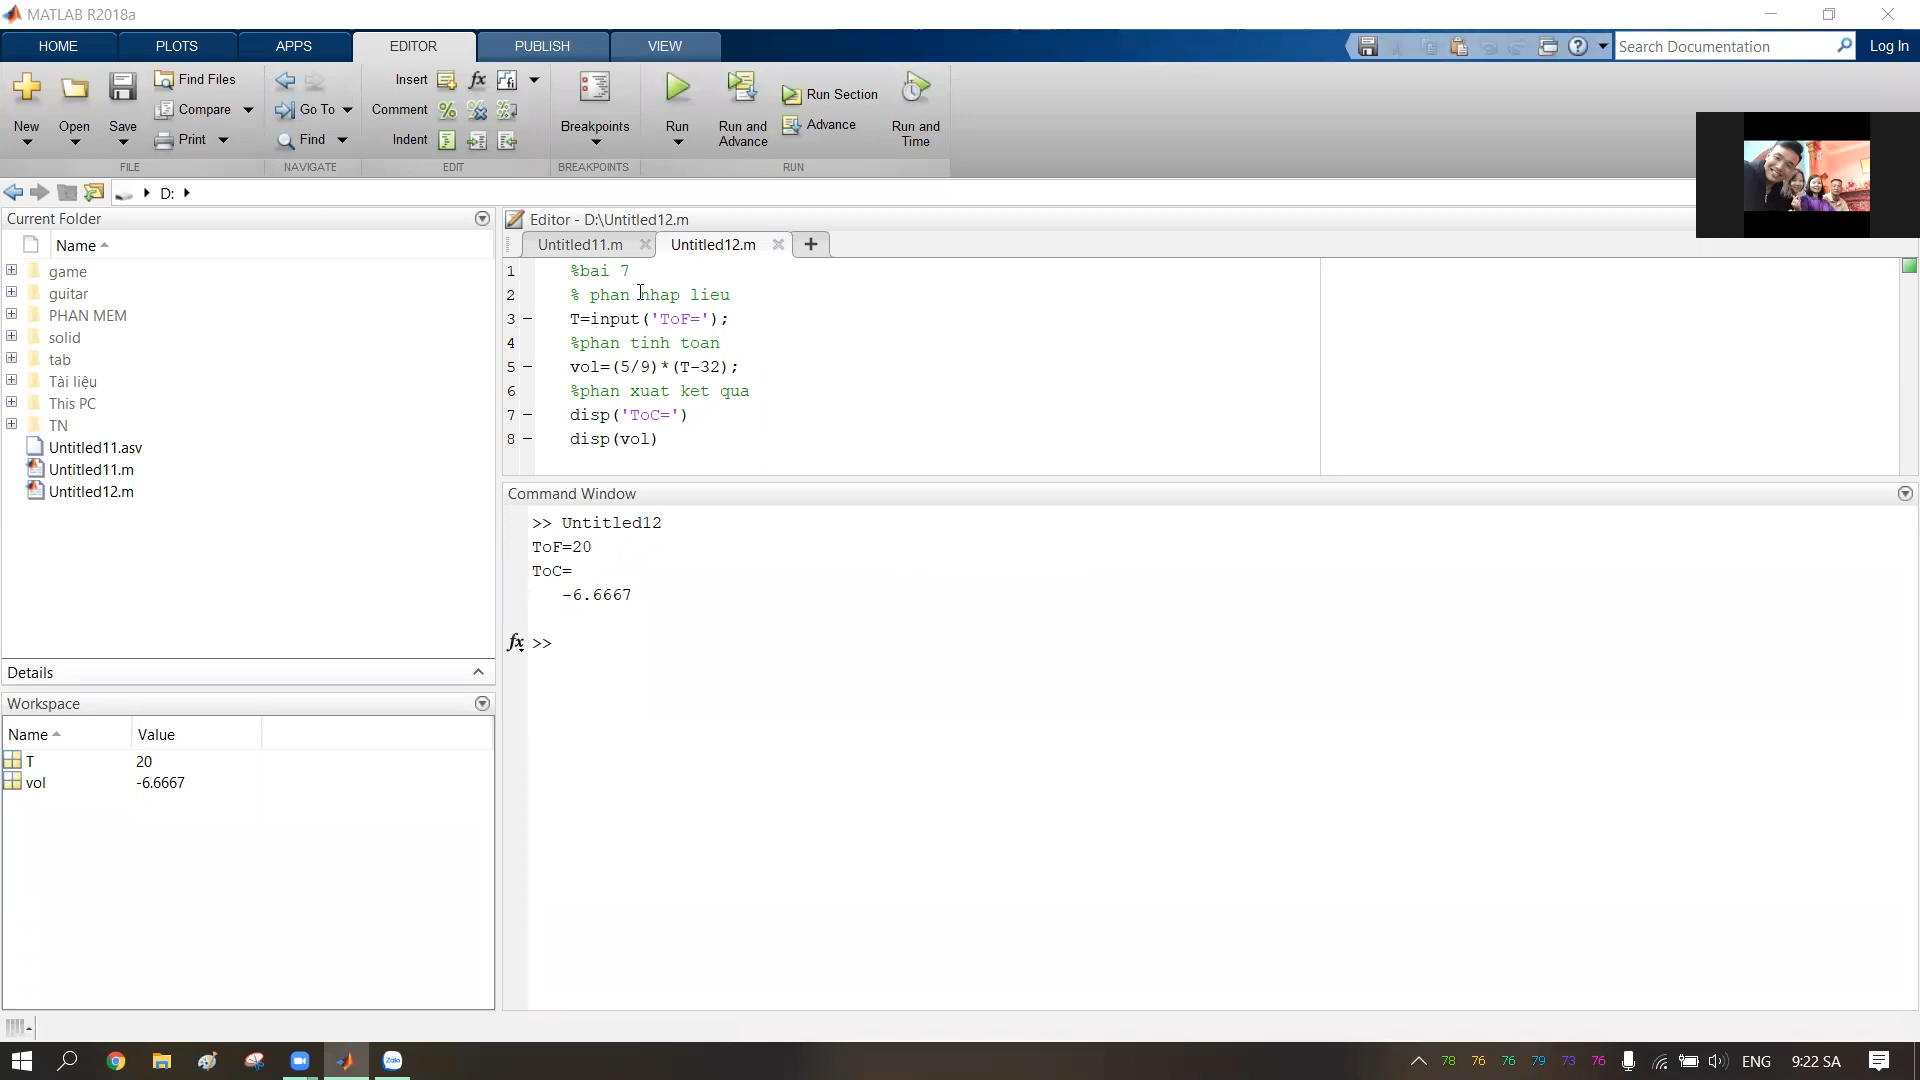 MATLAB R2018a
HOME PLOTS APPS EDITOR PUBLISH VIEW
Search Documentation Log In
New Open Save Find Files Compare Print
Go To Find
Insert Comment Indent
Breakpoints
Run Run and Advance Run Section Advance Run and Time
FILE NAVIGATE EDIT BREAKPOINTS RUN
D:
Current Folder
Name
game
guitar
PHAN MEM
solid
tab
Tài liệu
This PC
TN
Untitled11.asv
Untitled11.m
Untitled12.m
Details
Workspace
Name Value
T 20
vol -6.6667
Editor - D:\Untitled12.m
Untitled11.m Untitled12.m
1 %bai 7
2 % phan nhap lieu
3 T=input('ToF=');
4 %phan tinh toan
5 vol=(5/9)*(T-32);
6 %phan xuat ket qua
7 disp('ToC=')
8 disp(vol)
Command Window
>> Untitled12
ToF=20
ToC=
-6.6667
fx >>
Zalo
78 76 76 79 73 76 ENG 9:22 SA